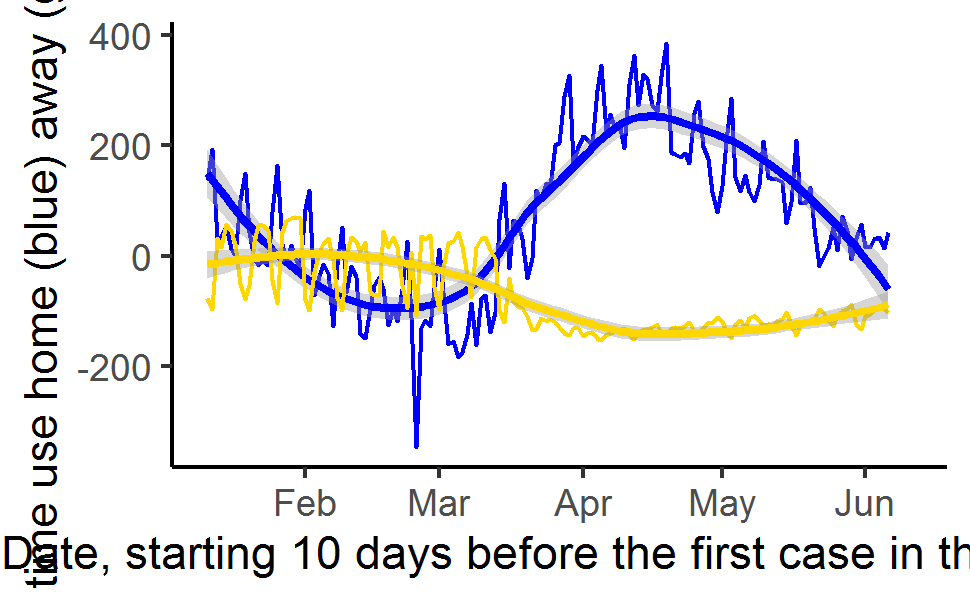 time use home (blue) away (
400
200
0
-200
Feb Mar Apr May Jun
Date, starting 10 days before the first case in th